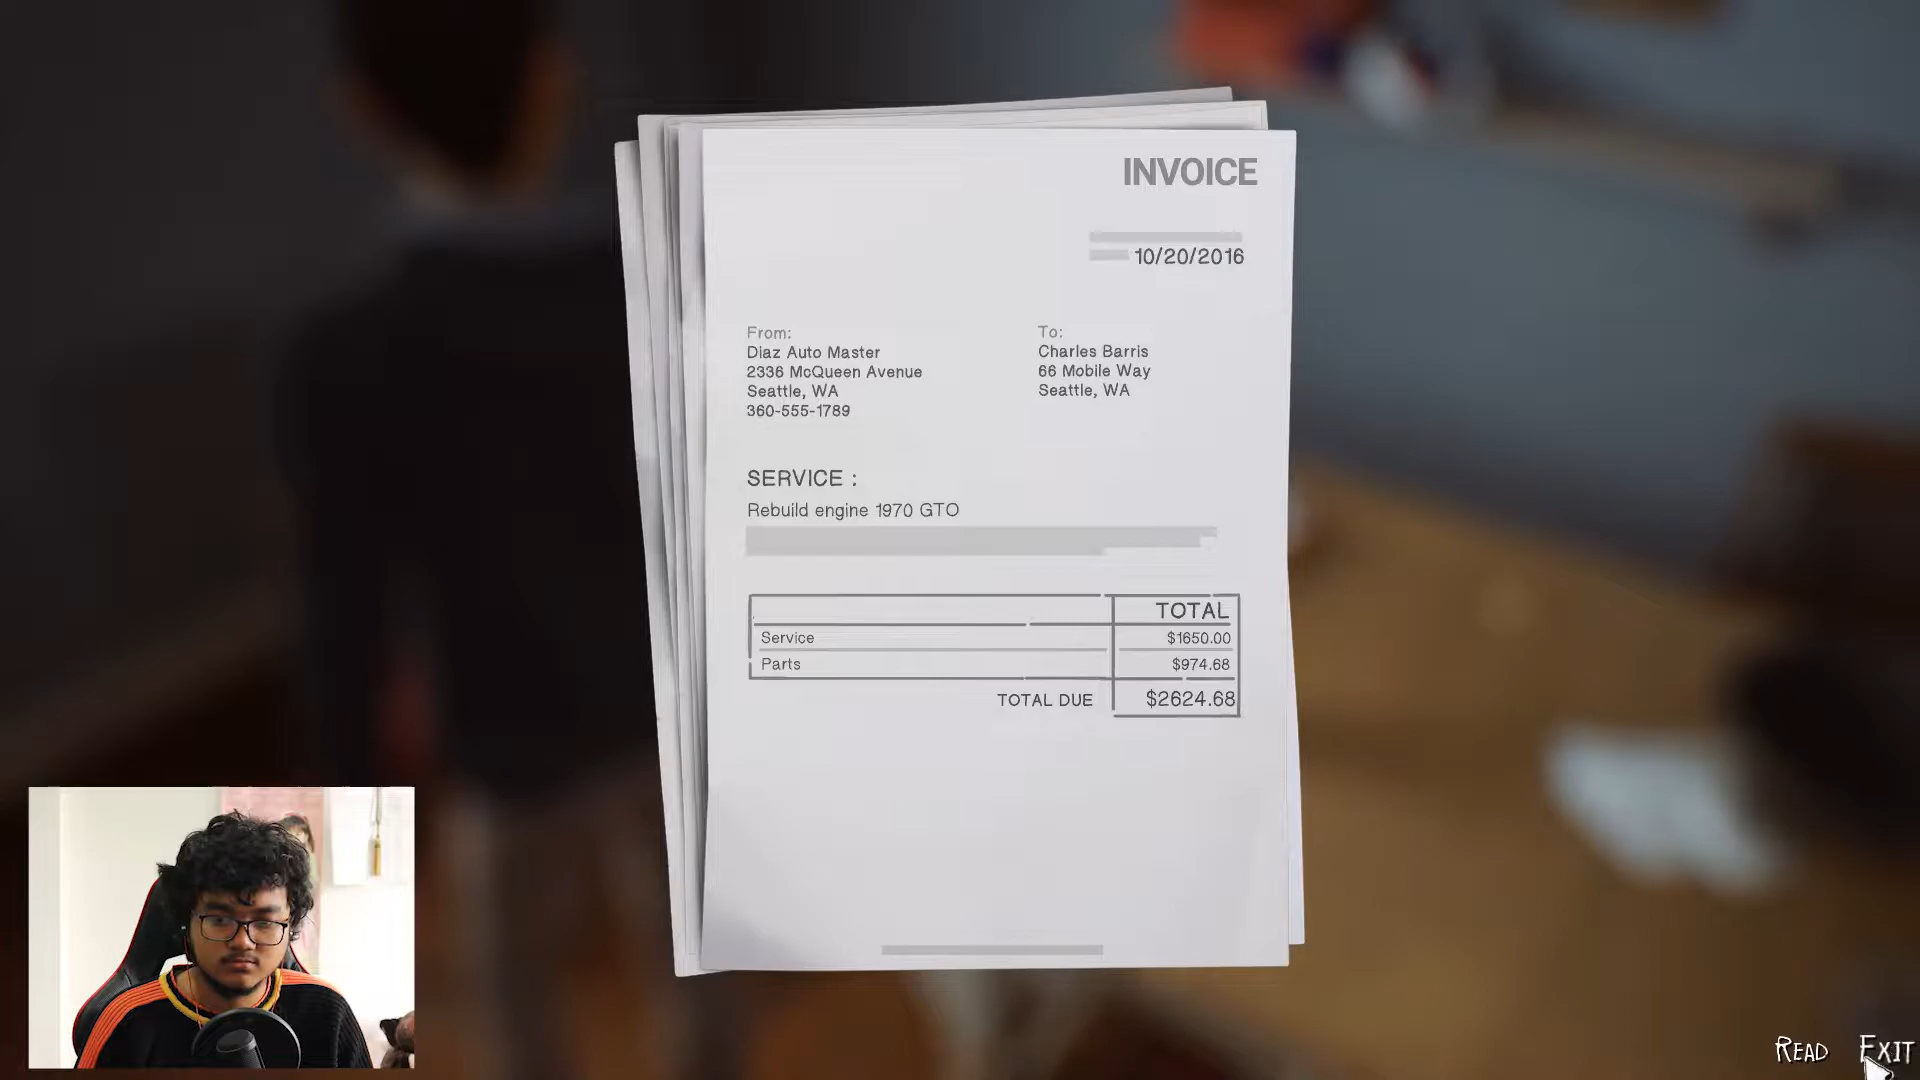 INVOICE
10/20/2016
From:
Diaz Auto Master
2336 McQueen Avenue
Seattle, WA
360-555-1789
To:
Charles Barris
66 Mobile Way
Seattle, WA
SERVICE :
Rebuild engine 1970 GTO
TOTAL
Service $1650.00
Parts $974.68
TOTAL DUE $2624.68
READ EXIT